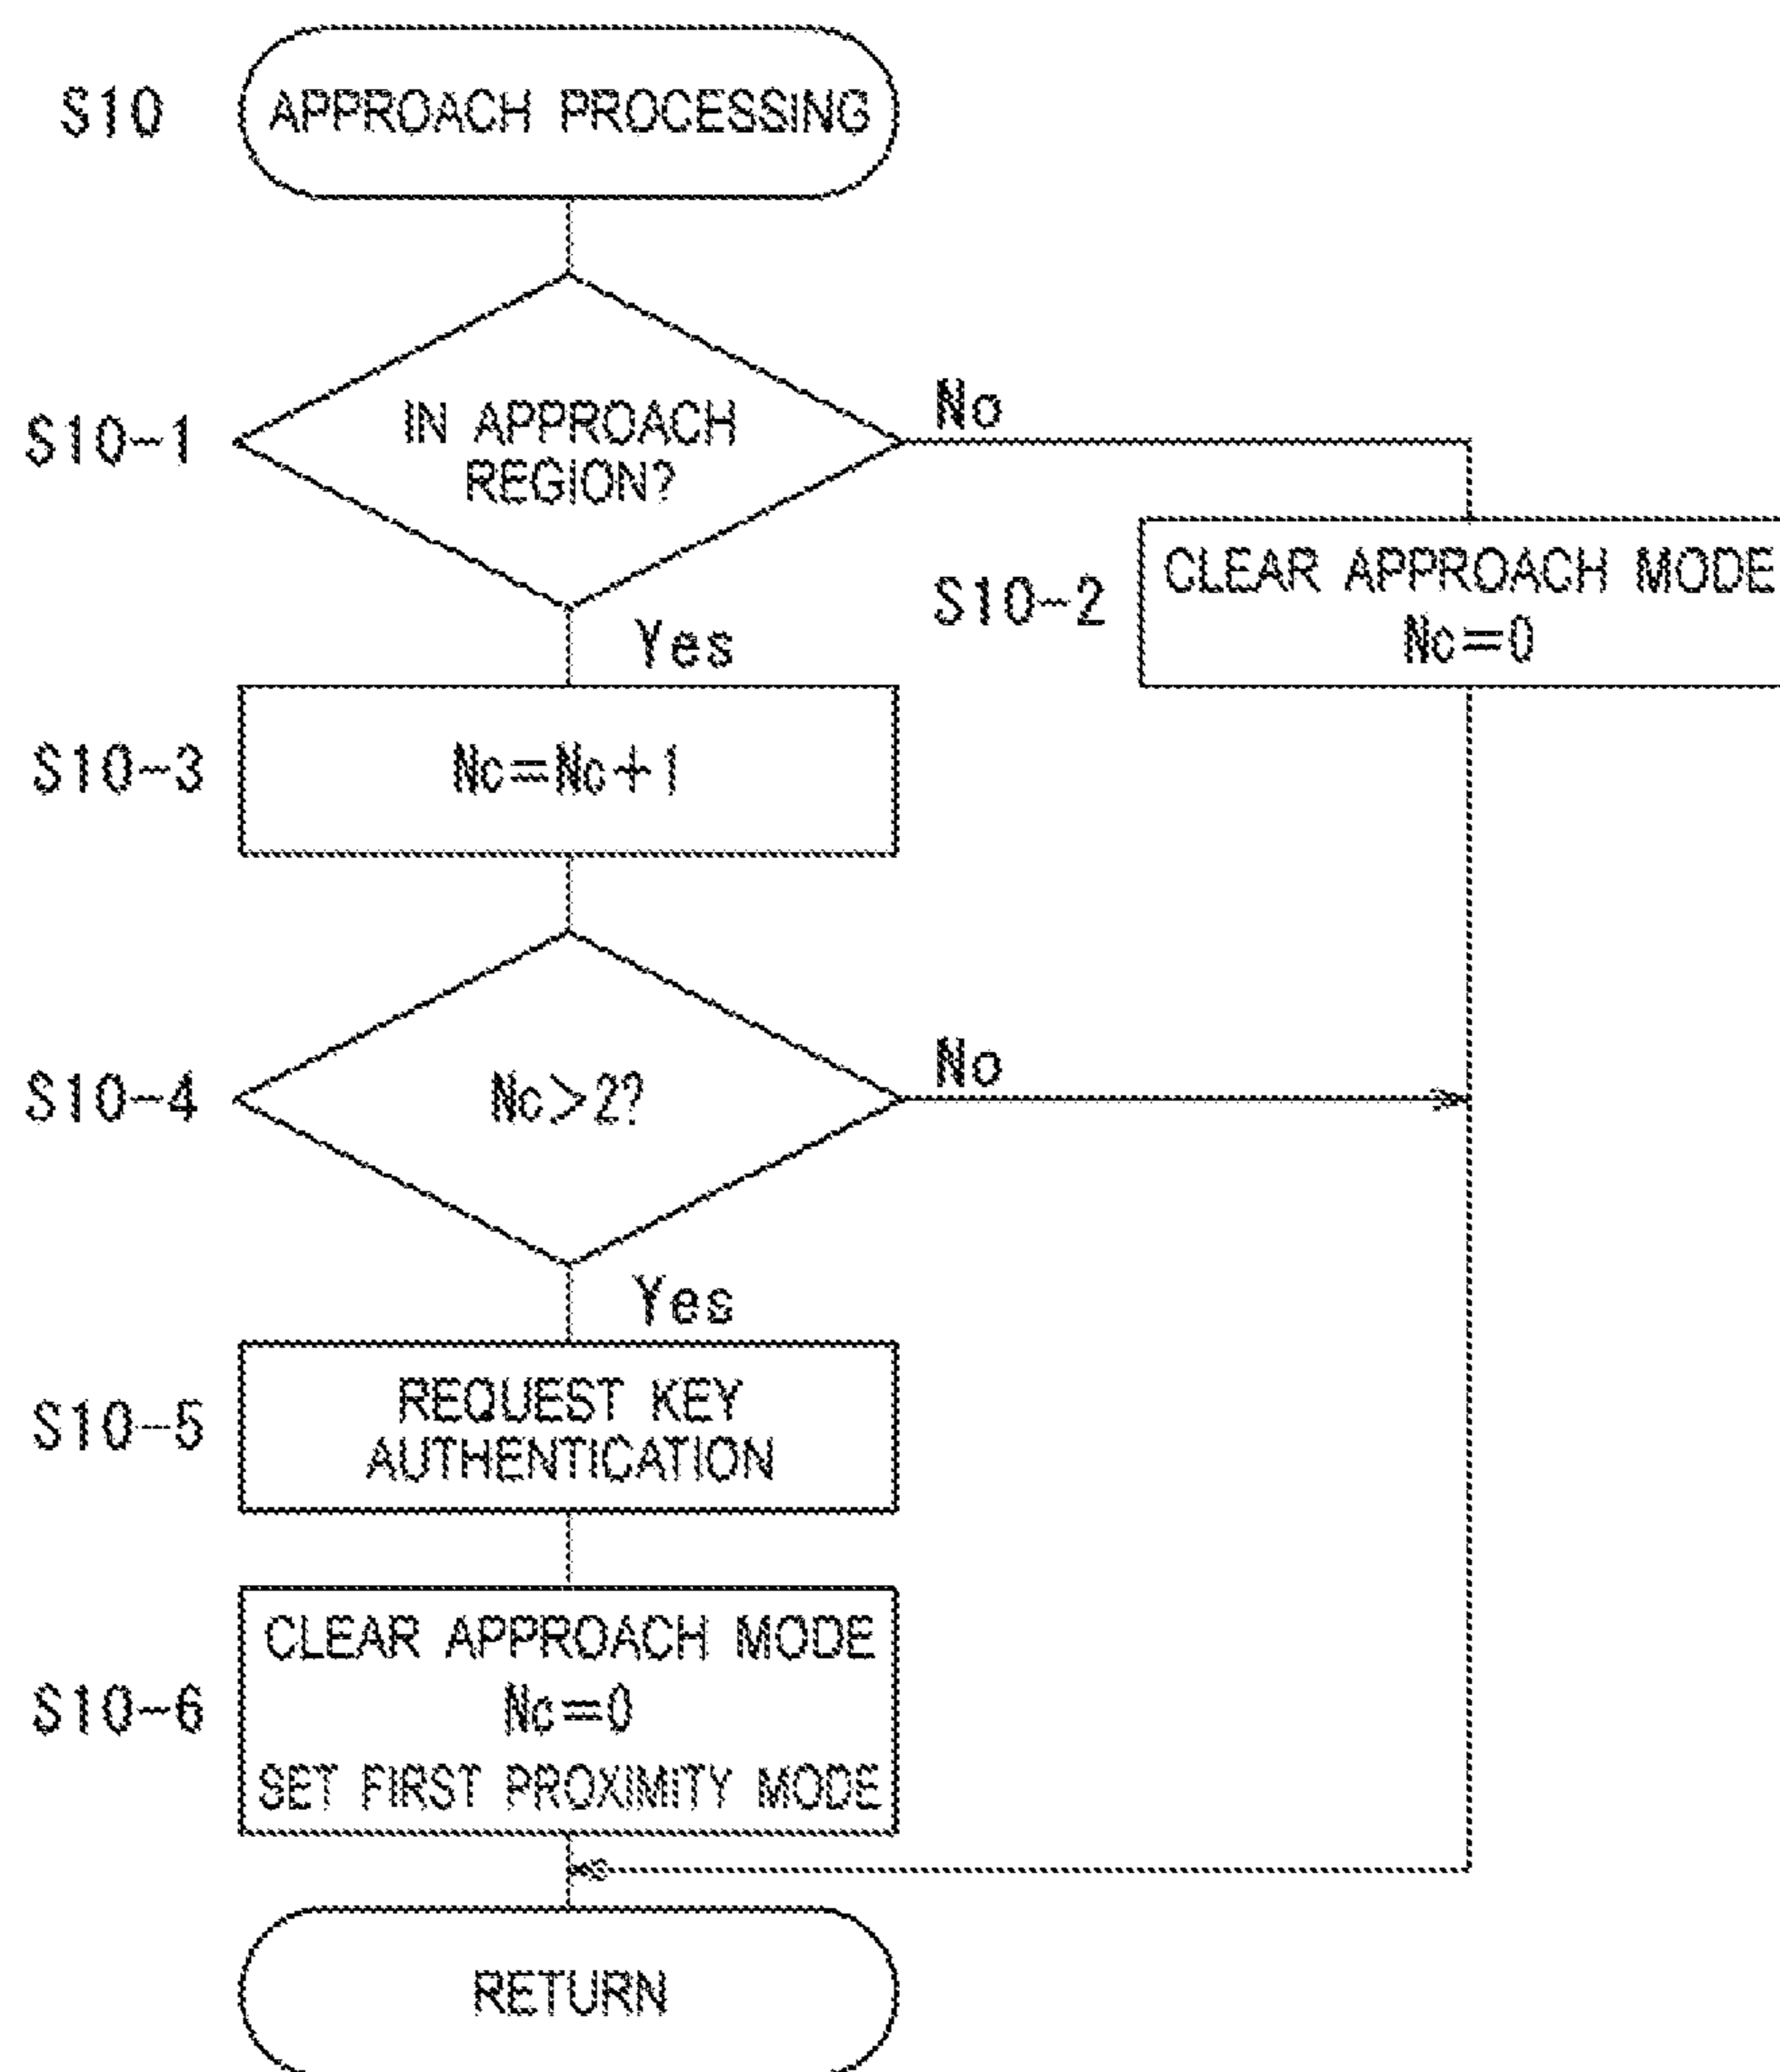 S10
APPROACH PROCESSING
S10-1
IN APPROACH
REGION?
No
S10-2
CLEAR APPROACH MODE
Nc=0
Yes
S10-3
Nc=Nc+1
S10-4
Nc>2?
No
Yes
S10-5
REQUEST KEY
AUTHENTICATION
S10-6
CLEAR APPROACH MODE
Nc=0
SET FIRST PROXIMITY MODE
RETURN